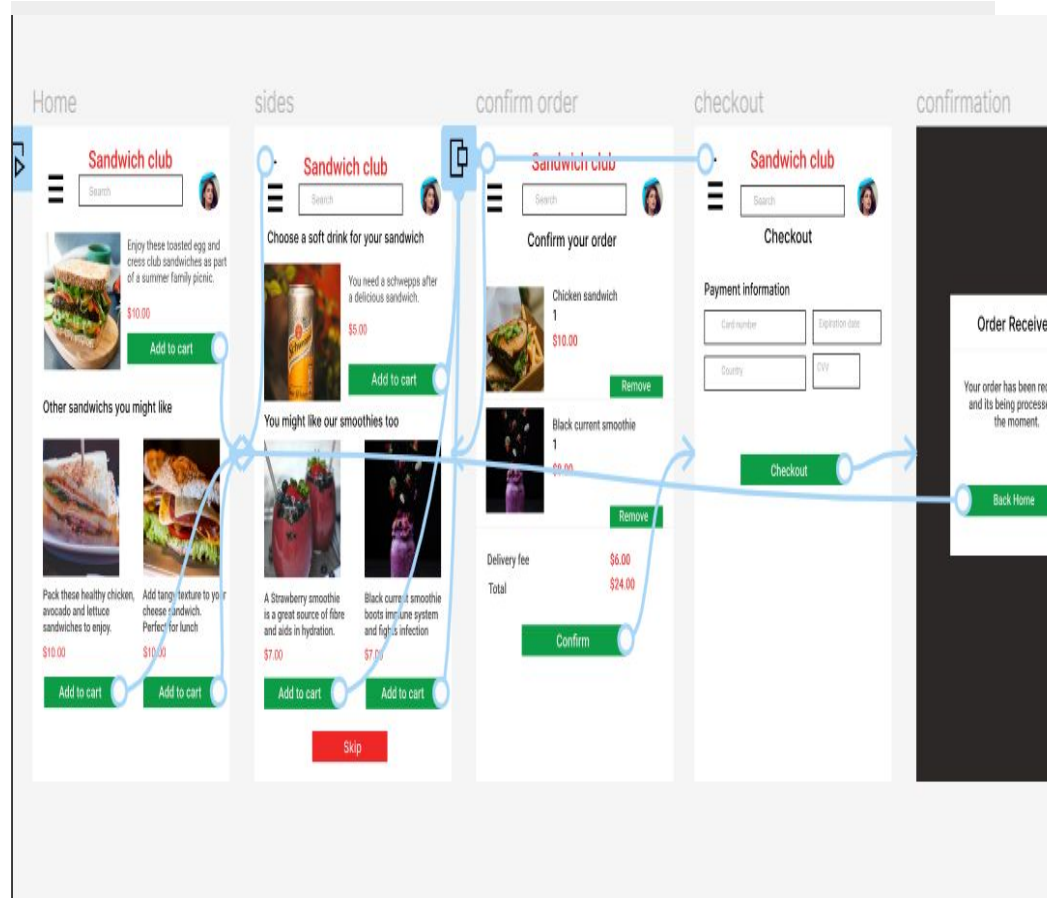 Home
Sandwich club
Search
Enjoy these toasted egg and
cress club sandwiches as part
of a summer family picnic.
$10.00
Add to cart
Other sandwichs you might like
Pack these healthy chicken,
avocado and lettuce
sandwiches to enjoy.
$10.00
Add to cart
Add tangy texture to your
cheese sandwich.
Perfect for lunch
$10.00
Add to cart
sides
Sandwich club
Search
Choose a soft drink for your sandwich
You need a schwepps after
a delicious sandwich.
$5.00
Add to cart
You might like our smoothies too
A Strawberry smoothie
is a great source of fibre
and aids in hydration.
$7.00
Add to cart
Black current smoothie
boots immune system
and fights infection
$7.00
Add to cart
Skip
confirm order
Sandwich club
Search
Confirm your order
Chicken sandwich
1
$10.00
Remove
Black current smoothie
1
$8.00
Remove
Delivery fee $6.00
Total $24.00
Confirm
checkout
Sandwich club
Search
Checkout
Payment information
Card number
Expiration date
Country
CVV
Checkout
confirmation
Order Receive
Your order has been rec
and its being processe
the moment.
Back Home